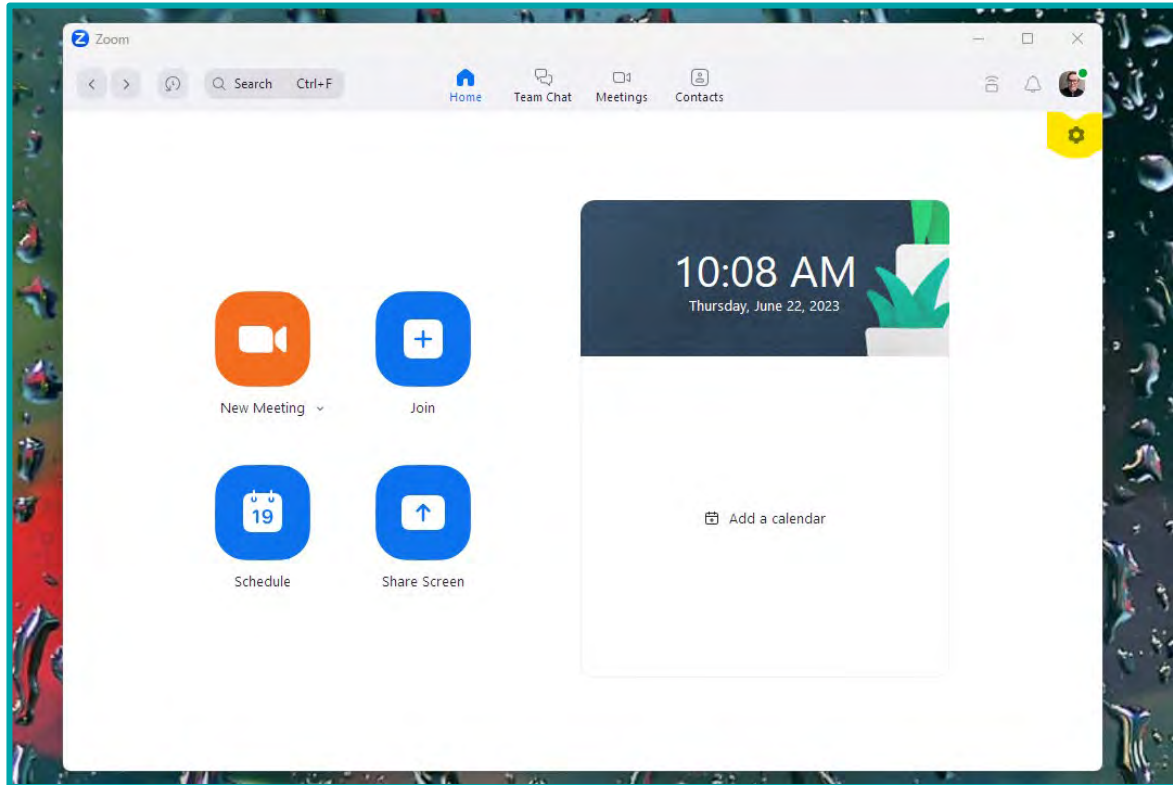 Zoom
Search Ctrl+F
Home Team Chat Meetings Contacts
10:08 AM
Thursday, June 22, 2023
New Meeting Join
19
Schedule Share Screen
Add a calendar